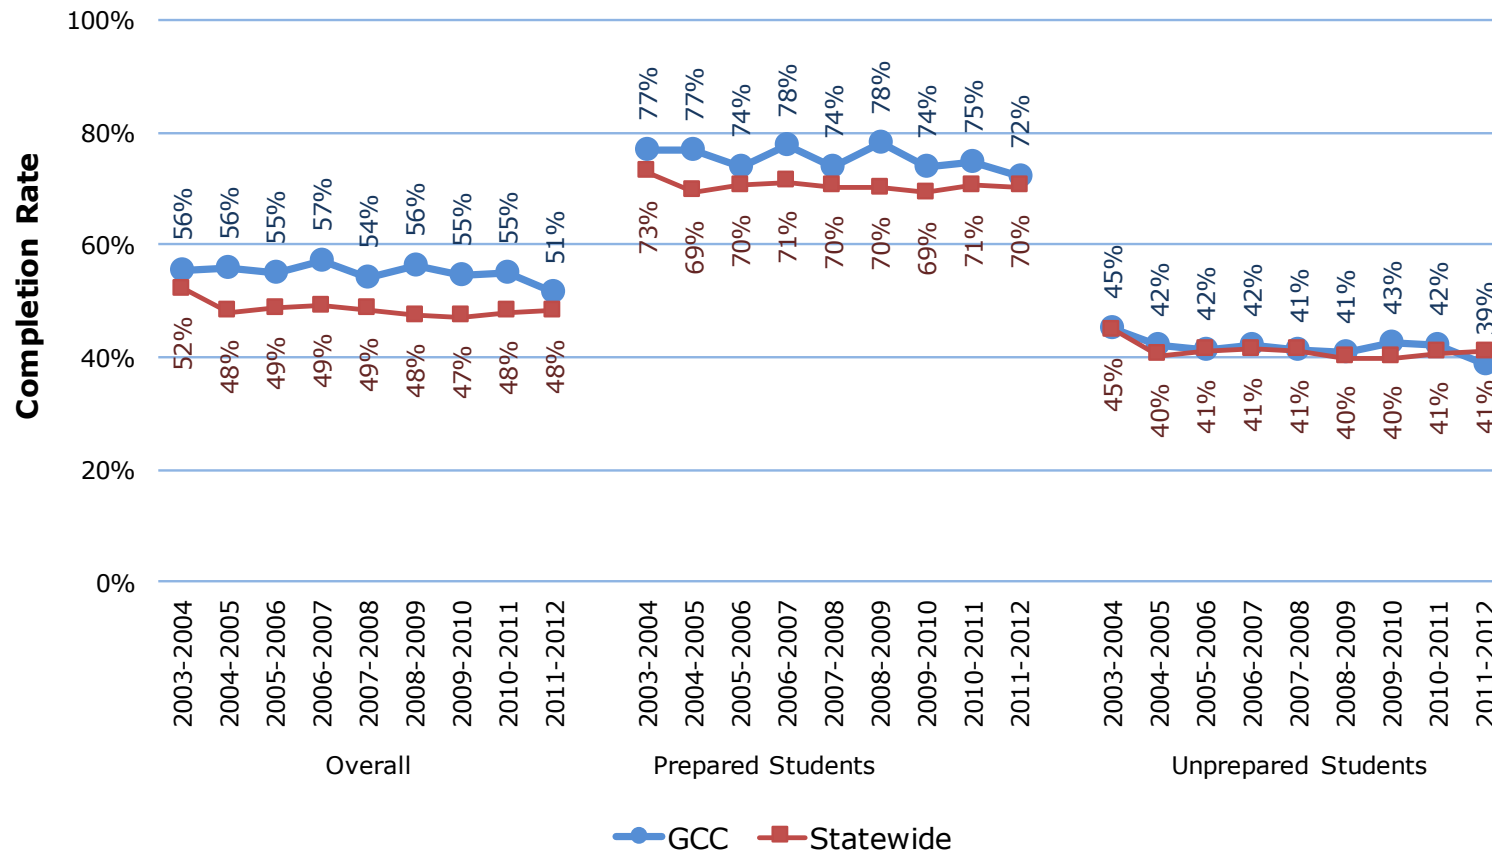 100%
80%
60%
40%
20%
0%
Completion Rate
56% 56% 55% 57% 54% 56% 55% 55% 51%
52% 48% 49% 49% 49% 48% 47% 48% 48%
77% 77% 74% 78% 74% 78% 74% 75% 72%
73% 69% 70% 71% 70% 70% 69% 71% 70%
45% 42% 42% 42% 41% 41% 43% 42% 39%
45% 40% 41% 41% 41% 40% 40% 41% 41%
2003-2004 2004-2005 2005-2006 2006-2007 2007-2008 2008-2009 2009-2010 2010-2011 2011-2012
2003-2004 2004-2005 2005-2006 2006-2007 2007-2008 2008-2009 2009-2010 2010-2011 2011-2012
2003-2004 2004-2005 2005-2006 2006-2007 2007-2008 2008-2009 2009-2010 2010-2011 2011-2012
Overall Prepared Students Unprepared Students
GCC Statewide